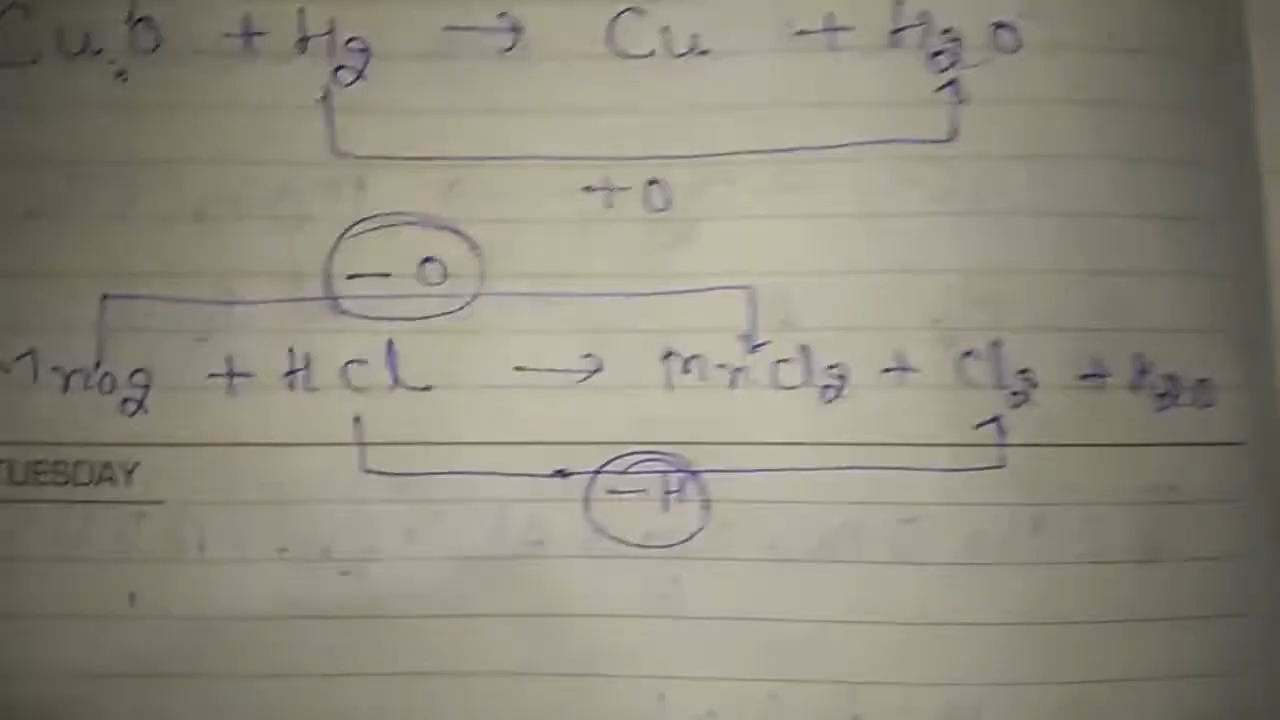 CuO + H2 → Cu + H2O
+O
-O
MnO2 + HCl → MnCl2 + Cl2 + H2O
TUESDAY
-H